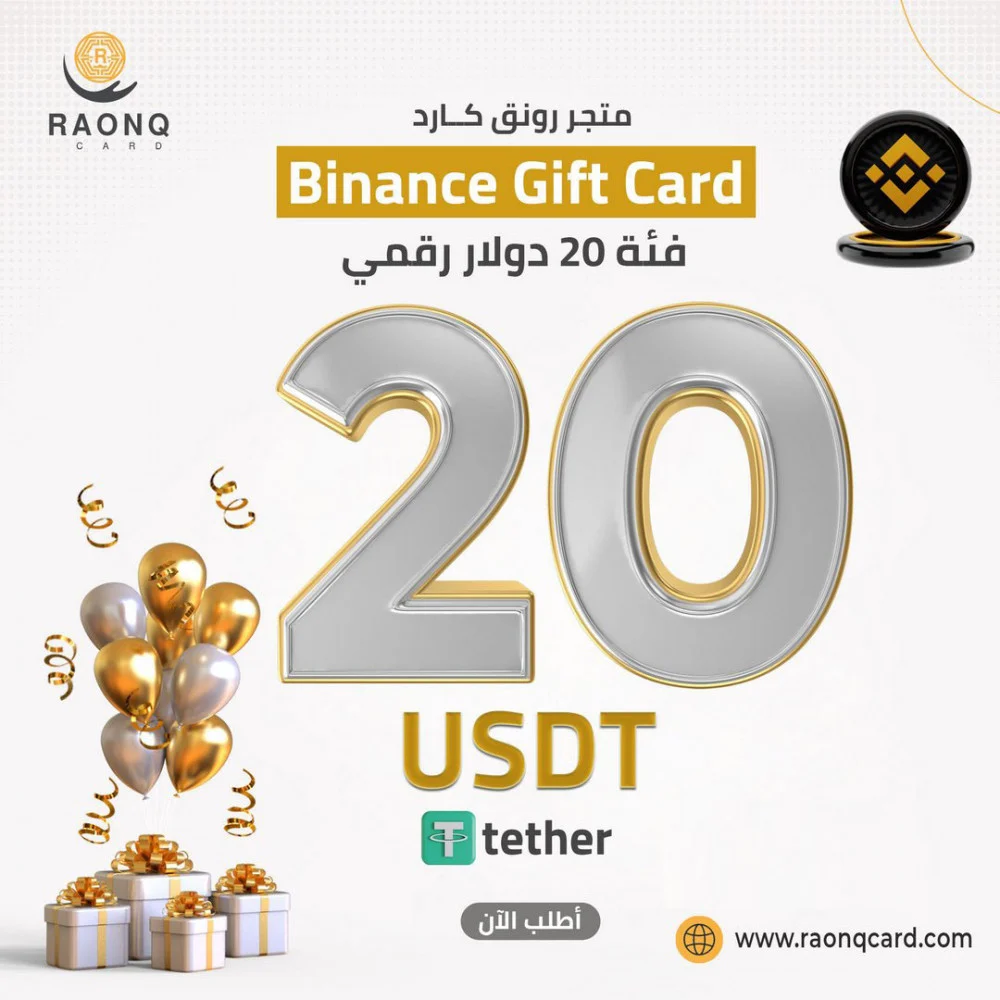 RAONQ
CARD
متجر رونق كــارد
Binance Gift Card
فئة 20 دولار رقمي
20
USDT
tether
أطلب الآن
www.raonqcard.com